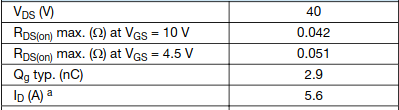 VDS (V) 40
RDS(on) max. (Ω) at VGS = 10 V 0.042
RDS(on) max. (Ω) at VGS = 4.5 V 0.051
Qg typ. (nC) 2.9
ID (A) a 5.6